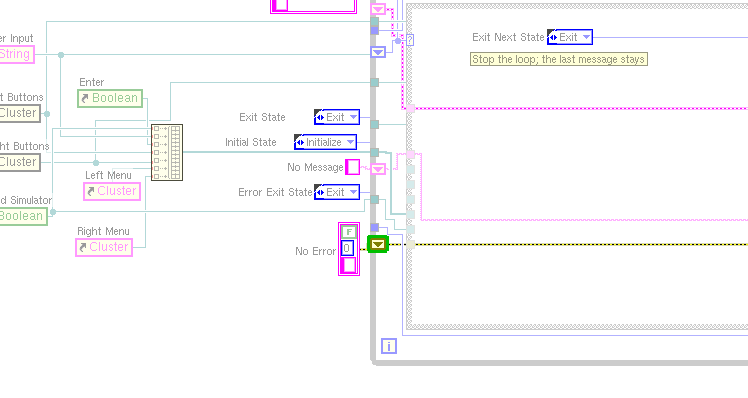 Exit Next State Exit
er Input
String
?
Stop the loop; the last message stays
Enter
Boolean
t Buttons
Cluster
Exit State Exit
Initial State Initialize
ht Buttons
Cluster
No Message
Left Menu
Cluster
Error Exit State Exit
d Simulator
Boolean
Right Menu
Cluster
No Error
F
0
i